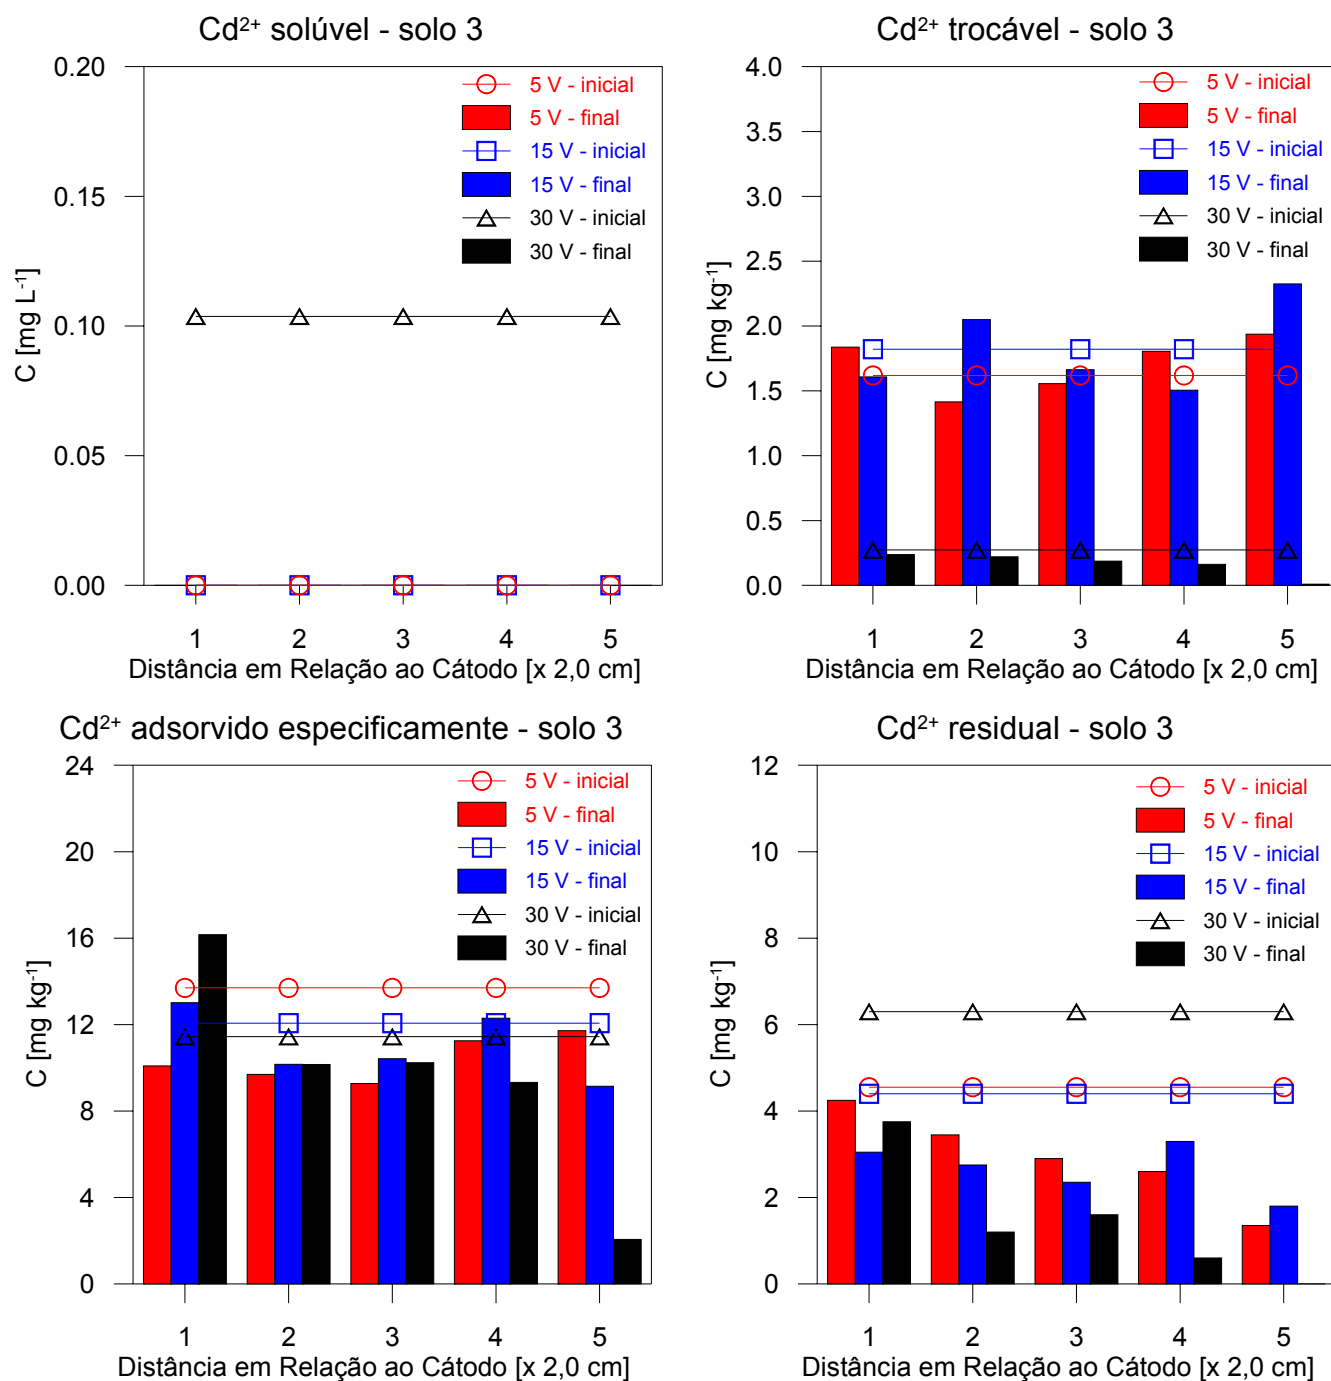 Cd²⁺ solúvel - solo 3
0.20
0.15
0.10
0.05
0.00
C [mg L⁻¹]
5 V - inicial
5 V - final
15 V - inicial
15 V - final
30 V - inicial
30 V - final
1 2 3 4 5
Distância em Relação ao Cátodo [x 2,0 cm]
Cd²⁺ trocável - solo 3
4.0
3.5
3.0
2.5
2.0
1.5
1.0
0.5
0.0
C [mg kg⁻¹]
5 V - inicial
5 V - final
15 V - inicial
15 V - final
30 V - inicial
30 V - final
1 2 3 4 5
Distância em Relação ao Cátodo [x 2,0 cm]
Cd²⁺ adsorvido especificamente - solo 3
24
20
16
12
8
4
0
C [mg kg⁻¹]
5 V - inicial
5 V - final
15 V - inicial
15 V - final
30 V - inicial
30 V - final
1 2 3 4 5
Distância em Relação ao Cátodo [x 2,0 cm]
Cd²⁺ residual - solo 3
12
10
8
6
4
2
0
C [mg kg⁻¹]
5 V - inicial
5 V - final
15 V - inicial
15 V - final
30 V - inicial
30 V - final
1 2 3 4 5
Distância em Relação ao Cátodo [x 2,0 cm]